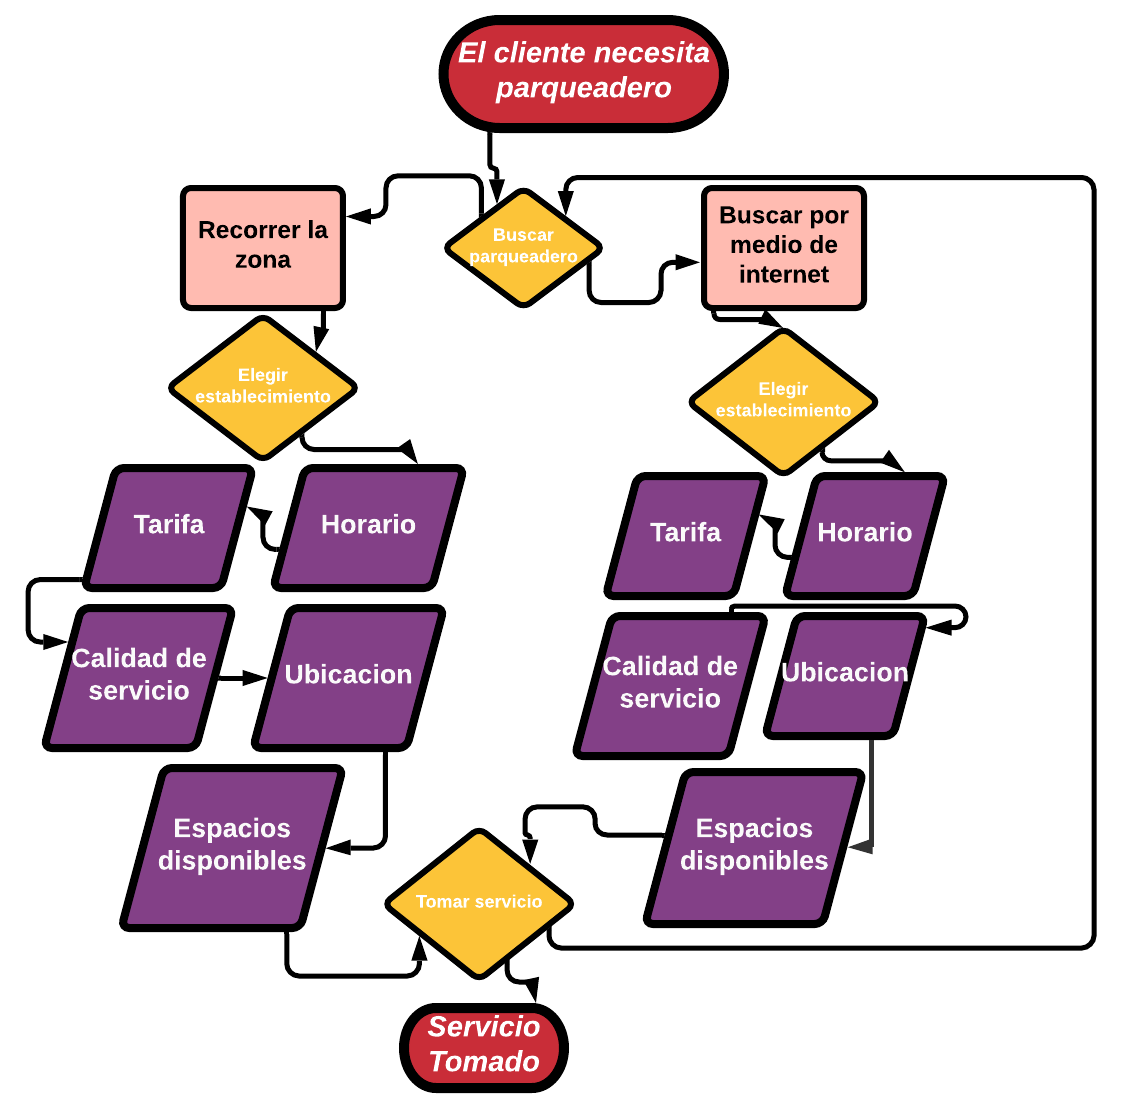 El cliente necesita
parqueadero
Recorrer la
zona
Buscar
parqueadero
Buscar por
medio de
internet
Elegir
establecimiento
Elegir
establecimiento
Tarifa
Horario
Tarifa
Horario
Calidad de
servicio
Ubicacion
Calidad de
servicio
Ubicacion
Espacios
disponibles
Espacios
disponibles
Tomar servicio
Servicio
Tomado